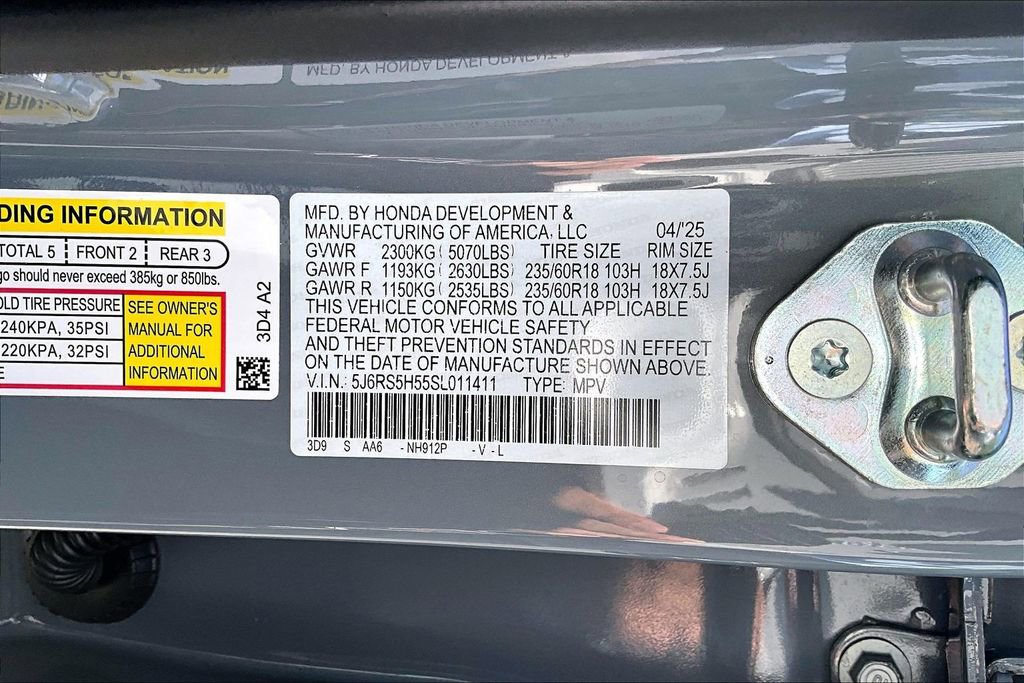 DING INFORMATION
TOTAL 5 FRONT 2 REAR 3
go should never exceed 385kg or 850lbs.
OLD TIRE PRESSURE
240KPA, 35PSI
220KPA, 32PSI
E
SEE OWNER'S
MANUAL FOR
ADDITIONAL
INFORMATION
3D4 A2
MFD. BY HONDA DEVELOPMENT &
MANUFACTURING OF AMERICA, LLC 04/'25
GVWR 2300KG ( 5070LBS) TIRE SIZE RIM SIZE
GAWR F 1193KG ( 2630LBS) 235/60R18 103H 18X7.5J
GAWR R 1150KG ( 2535LBS) 235/60R18 103H 18X7.5J
THIS VEHICLE CONFORMS TO ALL APPLICABLE
FEDERAL MOTOR VEHICLE SAFETY
AND THEFT PREVENTION STANDARDS IN EFFECT
ON THE DATE OF MANUFACTURE SHOWN ABOVE.
V.I.N.: 5J6RS5H55SL011411 TYPE: MPV
3D9 S AA6 - NH912P - V - L